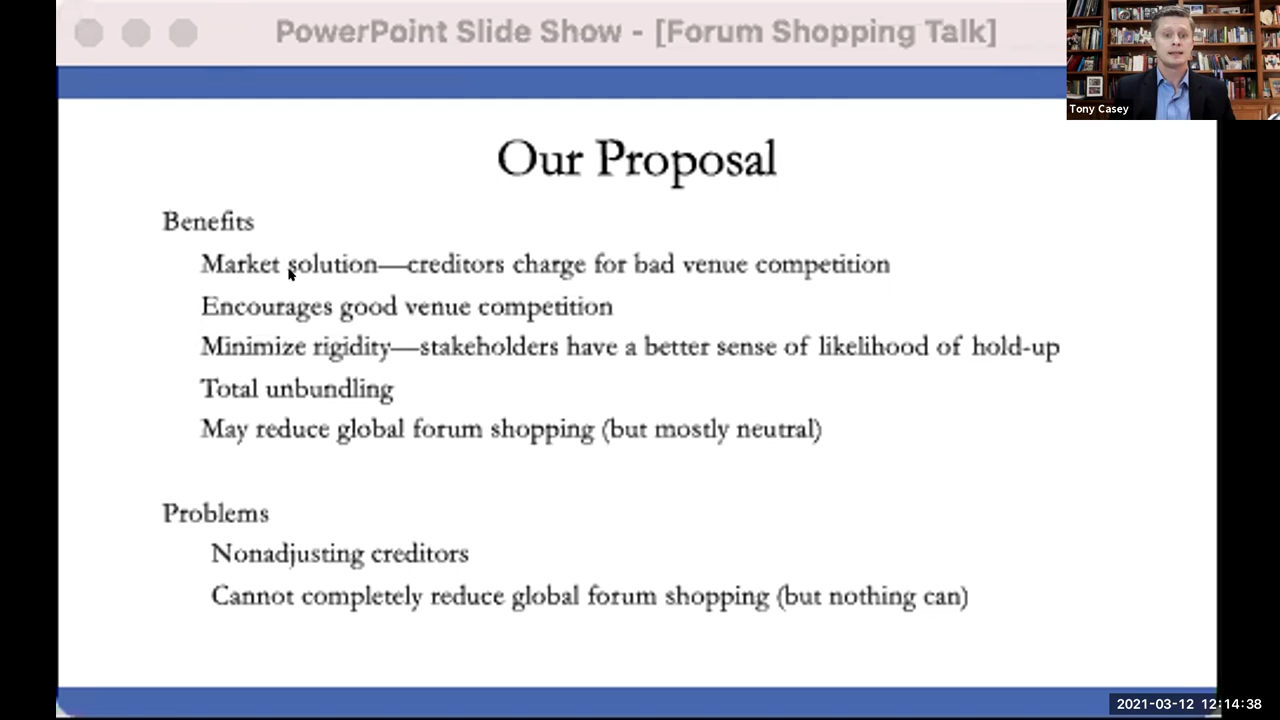 PowerPoint Slide Show - [Forum Shopping Talk]
Tony Casey
Our Proposal
Benefits
Market solution—creditors charge for bad venue competition
Encourages good venue competition
Minimize rigidity—stakeholders have a better sense of likelihood of hold-up
Total unbundling
May reduce global forum shopping (but mostly neutral)
Problems
Nonadjusting creditors
Cannot completely reduce global forum shopping (but nothing can)
2021-03-12 12:14:38